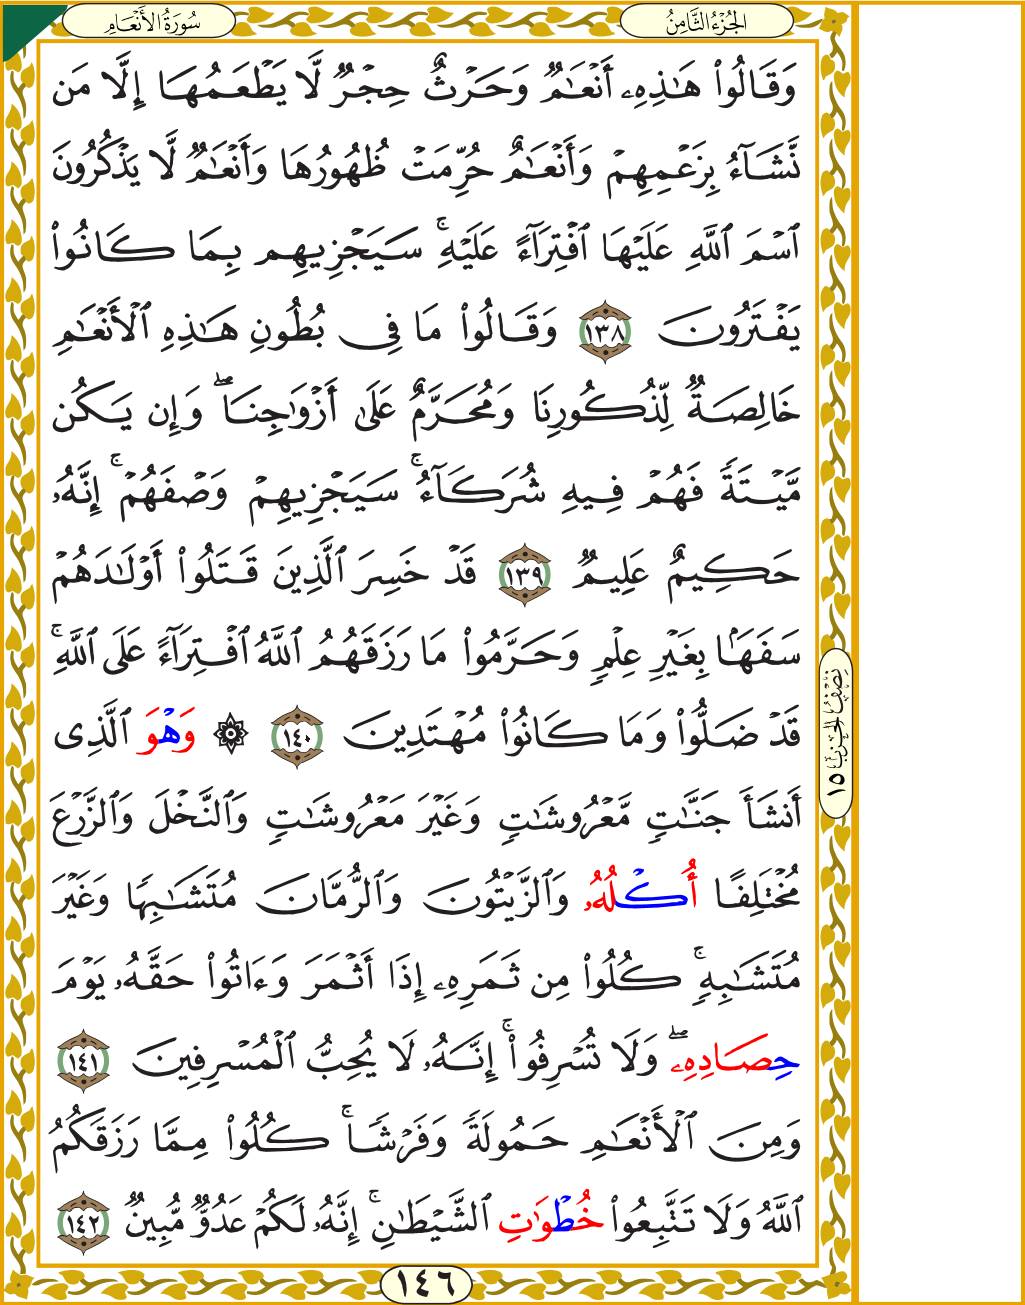 سُورَةُ الأَنْعَامِ
الجُزْءُ الثَّامِنُ
وَقَالُواْ هَٰذِهِۦ أَنْعَٰمٌ وَحَرْثٌ حِجْرٌ لَّا يَطْعَمُهَا إِلَّا مَن
نَّشَآءُ بِزَعْمِهِمْ وَأَنْعَٰمٌ حُرِّمَتْ ظُهُورُهَا وَأَنْعَٰمٌ لَّا يَذْكُرُونَ
ٱسْمَ ٱللَّهِ عَلَيْهَا ٱفْتِرَآءً عَلَيْهِ ۚ سَيَجْزِيهِم بِمَا كَانُواْ
يَفْتَرُونَ ١٣٨ وَقَالُواْ مَا فِى بُطُونِ هَٰذِهِ ٱلْأَنْعَٰمِ
خَالِصَةٌ لِّذُكُورِنَا وَمُحَرَّمٌ عَلَىٰٓ أَزْوَٰجِنَا ۖ وَإِن يَكُن
مَّيْتَةً فَهُمْ فِيهِ شُرَكَآءُ ۚ سَيَجْزِيهِمْ وَصْفَهُمْ ۚ إِنَّهُۥ
حَكِيمٌ عَلِيمٌ ١٣٩ قَدْ خَسِرَ ٱلَّذِينَ قَتَلُواْ أَوْلَٰدَهُمْ
سَفَهًۢا بِغَيْرِ عِلْمٍ وَحَرَّمُواْ مَا رَزَقَهُمُ ٱللَّهُ ٱفْتِرَآءً عَلَى ٱللَّهِ ۚ
قَدْ ضَلُّواْ وَمَا كَانُواْ مُهْتَدِينَ ١٤٠ ۞ وَهْوَ ٱلَّذِى
أَنشَأَ جَنَّٰتٍ مَّعْرُوشَٰتٍ وَغَيْرَ مَعْرُوشَٰتٍ وَٱلنَّخْلَ وَٱلزَّرْعَ
مُخْتَلِفًا أُكْلُهُۥ وَٱلزَّيْتُونَ وَٱلرُّمَّانَ مُتَشَٰبِهًا وَغَيْرَ
مُتَشَٰبِهٍ ۚ كُلُواْ مِن ثَمَرِهِۦٓ إِذَآ أَثْمَرَ وَءَاتُواْ حَقَّهُۥ يَوْمَ
حِصَادِهِۦ ۖ وَلَا تُسْرِفُوٓاْ ۚ إِنَّهُۥ لَا يُحِبُّ ٱلْمُسْرِفِينَ ١٤١
وَمِنَ ٱلْأَنْعَٰمِ حَمُولَةً وَفَرْشًا ۚ كُلُواْ مِمَّا رَزَقَكُمُ
ٱللَّهُ وَلَا تَتَّبِعُواْ خُطْوَٰتِ ٱلشَّيْطَٰنِ ۚ إِنَّهُۥ لَكُمْ عَدُوٌّ مُّبِينٌ ١٤٢
نِصْفُ الحِزْب ١٥
١٤٦